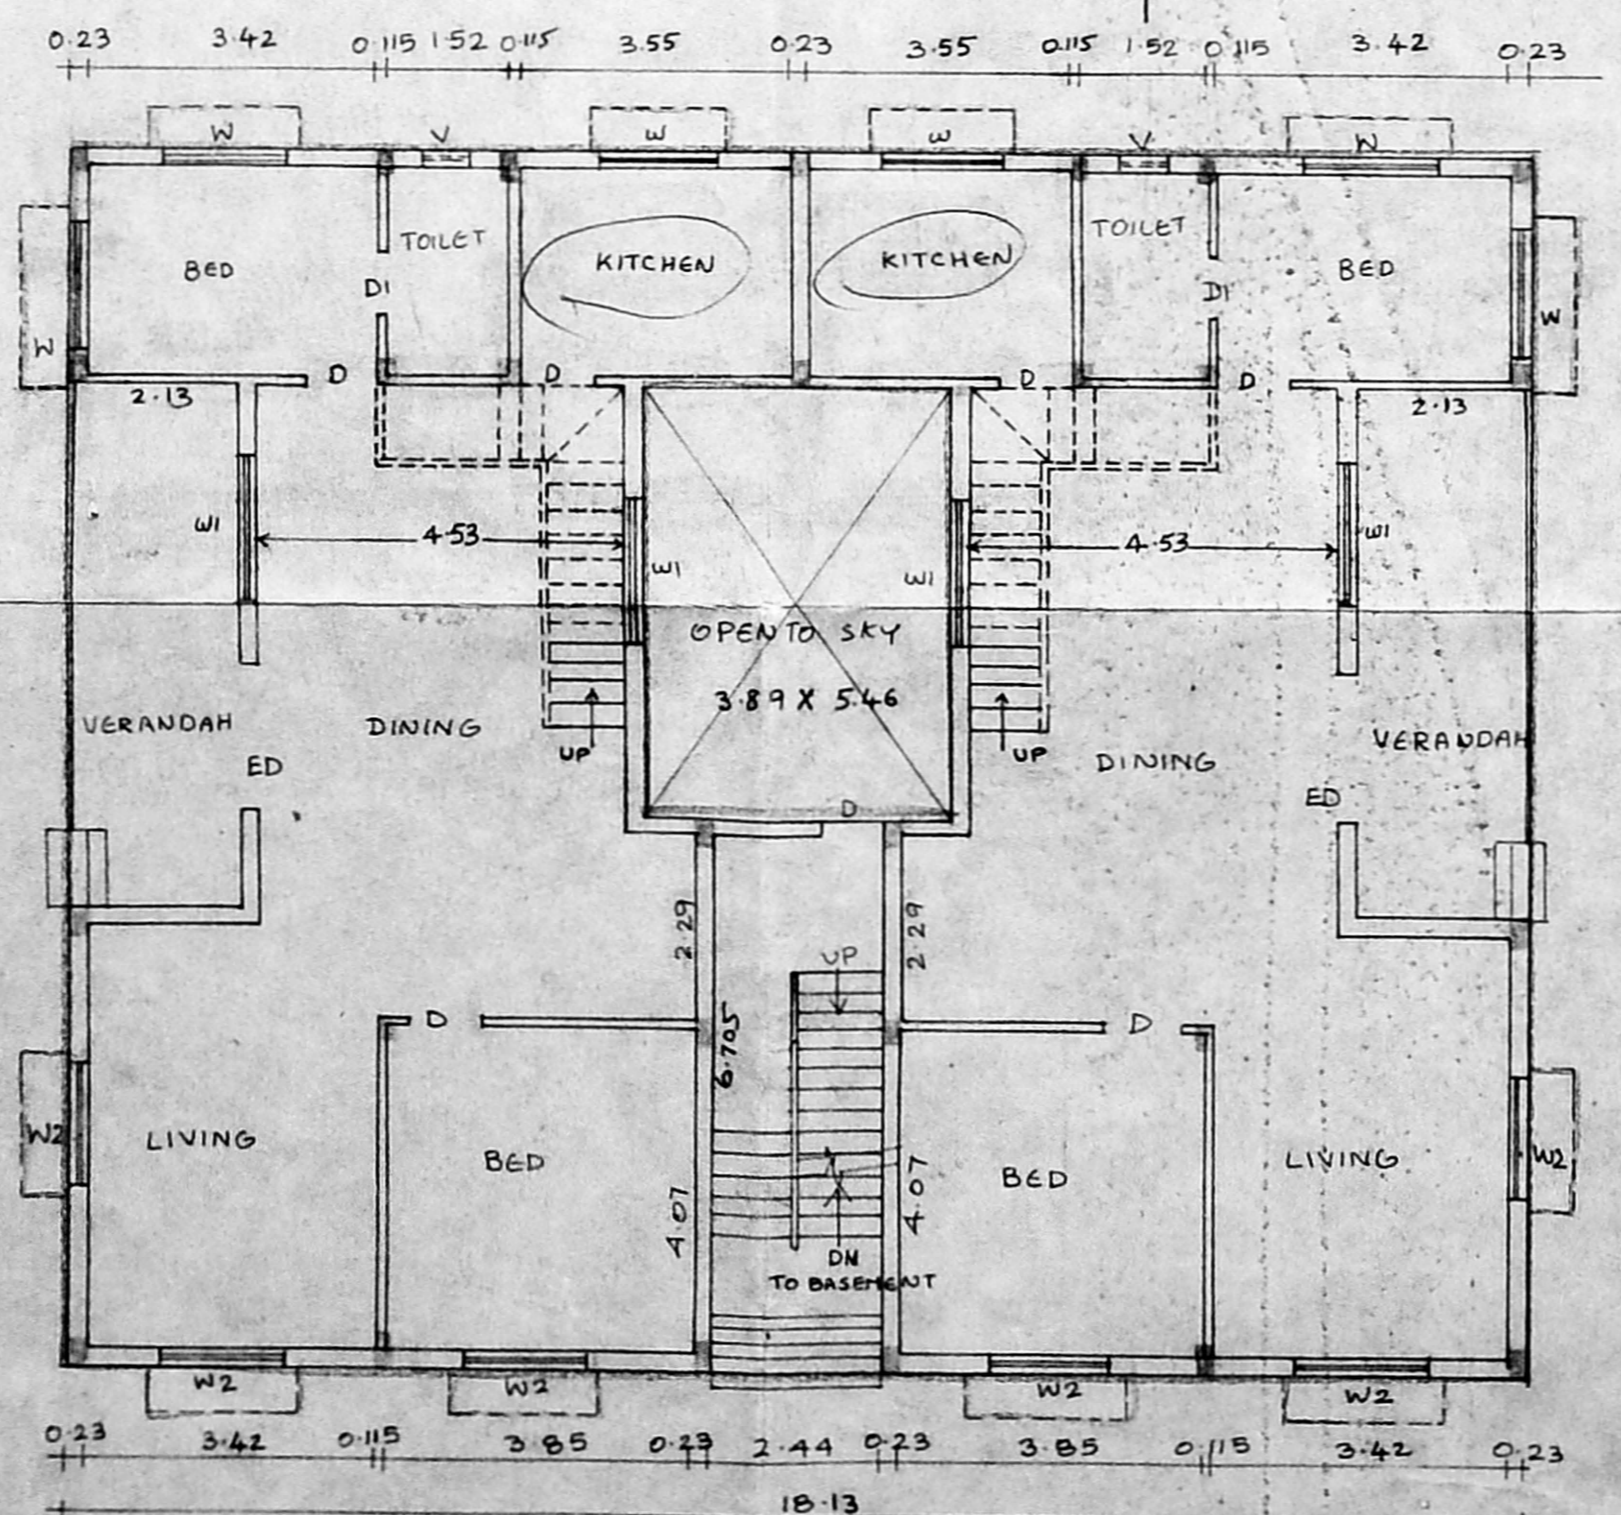 0.23 3.42 0.115 1.52 0.115 3.55 0.23 3.55 0.115 1.52 0.115 3.42 0.23
W V W W V W
TOILET TOILET
BED KITCHEN KITCHEN BED
D1 D1
W W
D D D D
2.13 2.13
W1 4.53 W1 W1 4.53 W1
OPEN TO SKY
3.89 X 5.46
VERANDAH DINING UP UP DINING VERANDAH
ED ED
D
2.29 2.29
UP
D D
6.705
W2 LIVING BED BED LIVING W2
4.07 4.07
DN
TO BASEMENT
W2 W2 W2 W2
0.23 3.42 0.115 3.85 0.23 2.44 0.23 3.85 0.115 3.42 0.23
18.13